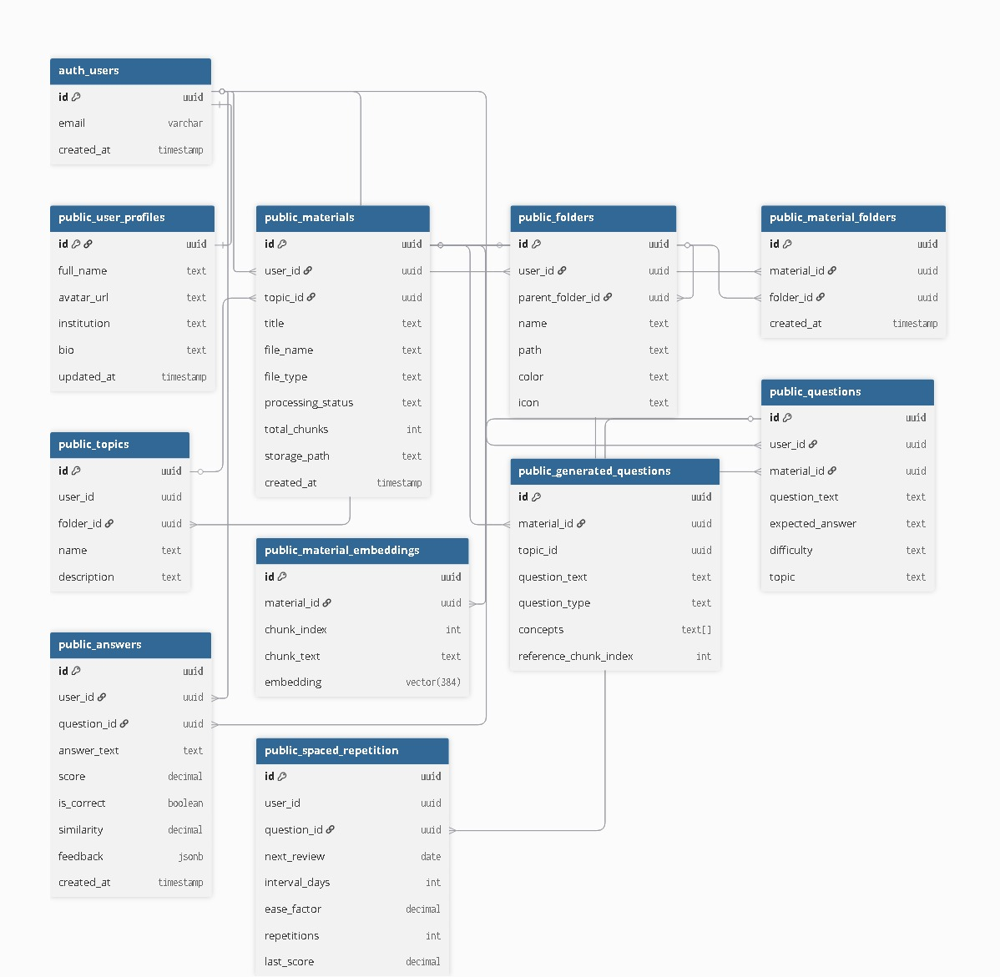 auth_users
id uuid
email varchar
created_at timestamp
public_user_profiles
id uuid
full_name text
avatar_url text
institution text
bio text
updated_at timestamp
public_materials
id uuid
user_id uuid
topic_id uuid
title text
file_name text
file_type text
processing_status text
total_chunks int
storage_path text
created_at timestamp
public_folders
id uuid
user_id uuid
parent_folder_id uuid
name text
path text
color text
icon text
public_material_folders
id uuid
material_id uuid
folder_id uuid
created_at timestamp
public_questions
id uuid
user_id uuid
material_id uuid
question_text text
expected_answer text
difficulty text
topic text
public_topics
id uuid
user_id uuid
folder_id uuid
name text
description text
public_generated_questions
id uuid
material_id uuid
topic_id uuid
question_text text
question_type text
concepts text[]
reference_chunk_index int
public_material_embeddings
id uuid
material_id uuid
chunk_index int
chunk_text text
embedding vector(384)
public_answers
id uuid
user_id uuid
question_id uuid
answer_text text
score decimal
is_correct boolean
similarity decimal
feedback jsonb
created_at timestamp
public_spaced_repetition
id uuid
user_id uuid
question_id uuid
next_review date
interval_days int
ease_factor decimal
repetitions int
last_score decimal